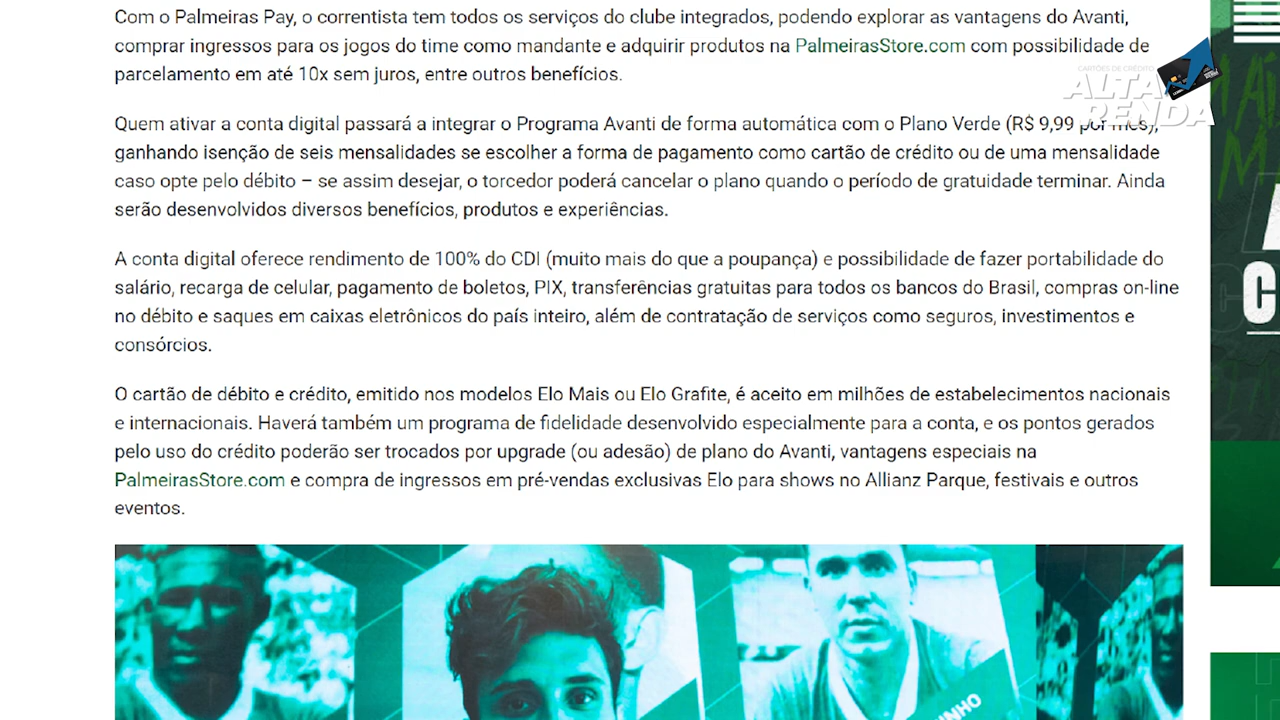 Com o Palmeiras Pay, o correntista tem todos os serviços do clube integrados, podendo explorar as vantagens do Avanti,
comprar ingressos para os jogos do time como mandante e adquirir produtos na PalmeirasStore.com com possibilidade de
parcelamento em até 10x sem juros, entre outros benefícios.
CARTÕES DE CRÉDITO
ALTA
RENDA
Quem ativar a conta digital passará a integrar o Programa Avanti de forma automática com o Plano Verde (R$ 9,99 por mês),
ganhando isenção de seis mensalidades se escolher a forma de pagamento como cartão de crédito ou de uma mensalidade
caso opte pelo débito – se assim desejar, o torcedor poderá cancelar o plano quando o período de gratuidade terminar. Ainda
serão desenvolvidos diversos benefícios, produtos e experiências.
A conta digital oferece rendimento de 100% do CDI (muito mais do que a poupança) e possibilidade de fazer portabilidade do
salário, recarga de celular, pagamento de boletos, PIX, transferências gratuitas para todos os bancos do Brasil, compras on-line
no débito e saques em caixas eletrônicos do país inteiro, além de contratação de serviços como seguros, investimentos e
consórcios.
O cartão de débito e crédito, emitido nos modelos Elo Mais ou Elo Grafite, é aceito em milhões de estabelecimentos nacionais
e internacionais. Haverá também um programa de fidelidade desenvolvido especialmente para a conta, e os pontos gerados
pelo uso do crédito poderão ser trocados por upgrade (ou adesão) de plano do Avanti, vantagens especiais na
PalmeirasStore.com e compra de ingressos em pré-vendas exclusivas Elo para shows no Allianz Parque, festivais e outros
eventos.